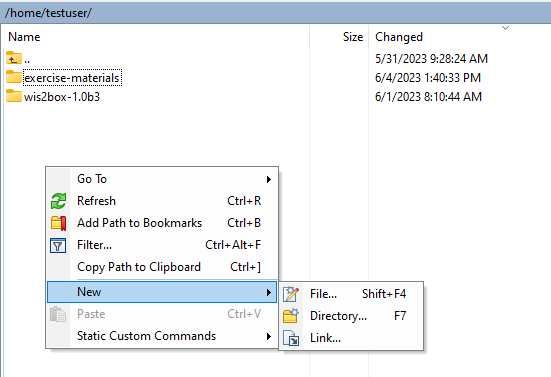 /home/testuser/
Name Size Changed
.. 5/31/2023 9:28:24 AM
exercise-materials 6/4/2023 1:40:33 PM
wis2box-1.0b3 6/1/2023 8:10:44 AM
Go To
Refresh Ctrl+R
Add Path to Bookmarks Ctrl+B
Filter... Ctrl+Alt+F
Copy Path to Clipboard Ctrl+]
New
Paste Ctrl+V
Static Custom Commands
File... Shift+F4
Directory... F7
Link...